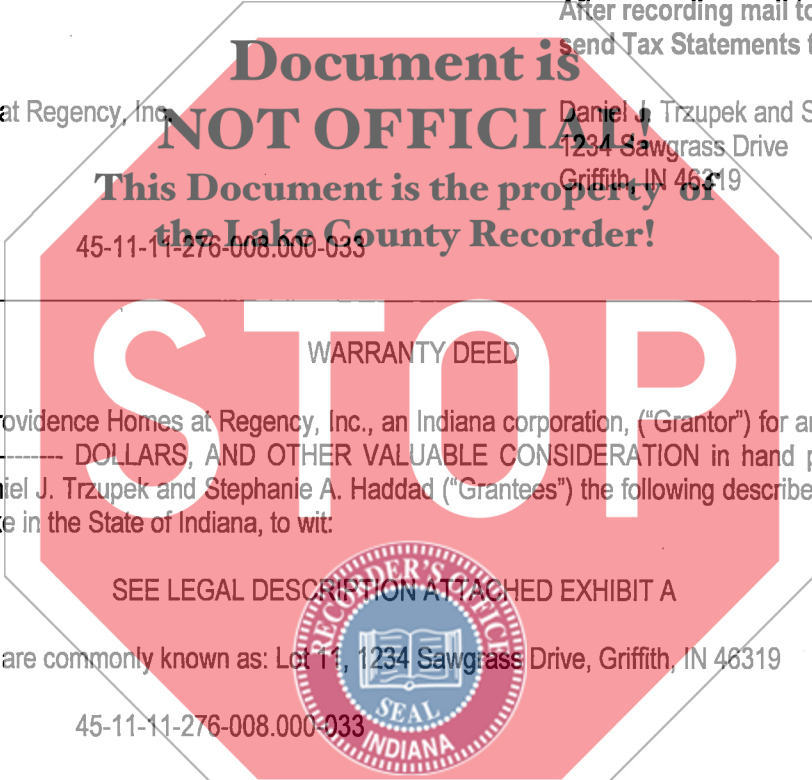 After recording mail to
send Tax Statements t
Document is
NOT OFFICIAL!
This Document is the property of
the Lake County Recorder!
at Regency, Inc.
Daniel J. Trzupek and S
1234 Sawgrass Drive
Griffith, IN 46319
45-11-11-276-008.000-033
STOP
WARRANTY DEED
ovidence Homes at Regency, Inc., an Indiana corporation, ("Grantor") for an
-------- DOLLARS, AND OTHER VALUABLE CONSIDERATION in hand p
niel J. Trzupek and Stephanie A. Haddad ("Grantees") the following describe
e in the State of Indiana, to wit:
SEE LEGAL DESCRIPTION ATTACHED EXHIBIT A
RECORDER'S OFFICE
SEAL
INDIANA
are commonly known as: Lot 11, 1234 Sawgrass Drive, Griffith, IN 46319
45-11-11-276-008.000-033